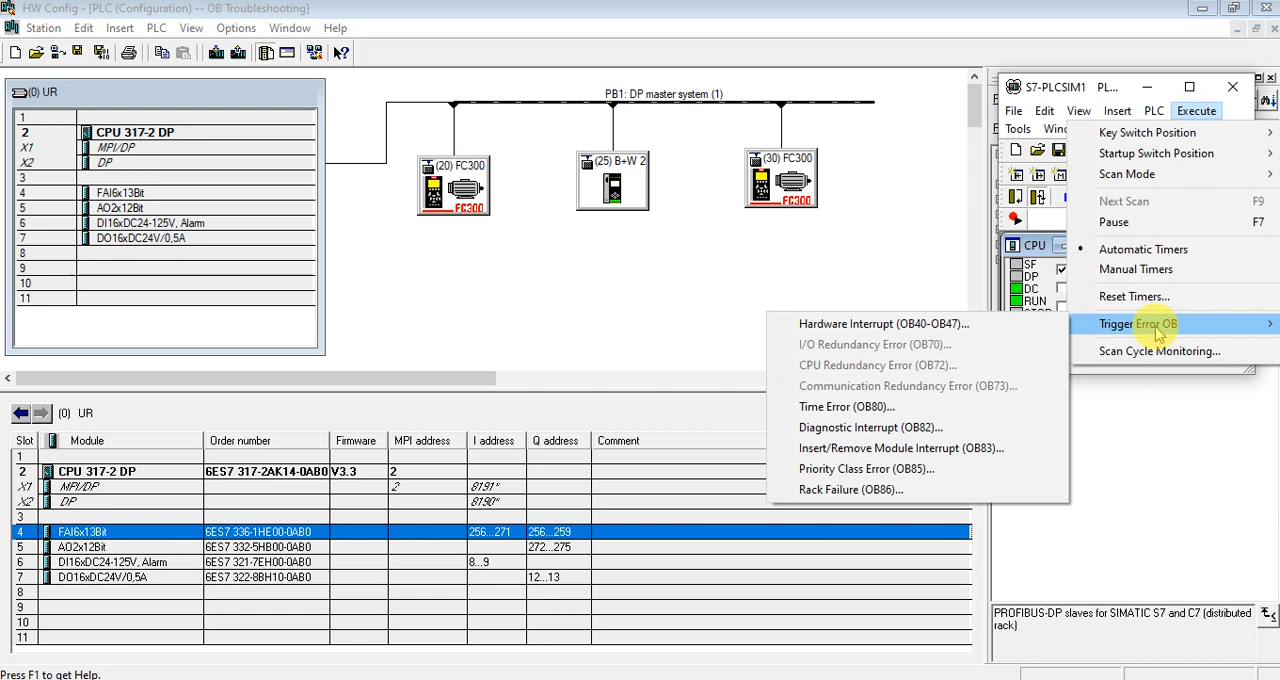 HW Config - [PLC (Configuration) -- OB Troubleshooting]
Station Edit Insert PLC View Options Window Help
(0) UR
1
2 CPU 317-2 DP
X1 MPI/DP
X2 DP
3
4 FAI6x13Bit
5 AO2x12Bit
6 DI16xDC24-125V, Alarm
7 DO16xDC24V/0,5A
8
9
10
11
PB1: DP master system (1)
(20) FC300
FC300
(25) B+W 2
(30) FC300
FC300
S7-PLCSIM1 PL...
File Edit View Insert PLC Execute
Tools
CPU
SF
DP
DC
RUN
Key Switch Position
Startup Switch Position
Scan Mode
Next Scan F9
Pause F7
Automatic Timers
Manual Timers
Reset Timers...
Trigger Error OB
Scan Cycle Monitoring...
Hardware Interrupt (OB40-OB47)...
I/O Redundancy Error (OB70)...
CPU Redundancy Error (OB72)...
Communication Redundancy Error (OB73)...
Time Error (OB80)...
Diagnostic Interrupt (OB82)...
Insert/Remove Module Interrupt (OB83)...
Priority Class Error (OB85)...
Rack Failure (OB86)...
(0) UR
Slot Module Order number Firmware MPI address I address Q address Comment
1
2 CPU 317-2 DP 6ES7 317-2AK14-0AB0 V3.3 2
X1 MPI/DP 2 8191*
X2 DP 8190*
3
4 FAI6x13Bit 6ES7 336-1HE00-0AB0 256...271 256...259
5 AO2x12Bit 6ES7 332-5HB00-0AB0 272...275
6 DI16xDC24-125V, Alarm 6ES7 321-7EH00-0AB0 8...9
7 DO16xDC24V/0,5A 6ES7 322-8BH10-0AB0 12...13
8
9
10
11
PROFIBUS-DP slaves for SIMATIC S7 and C7 (distributed
rack)
Press F1 to get Help.